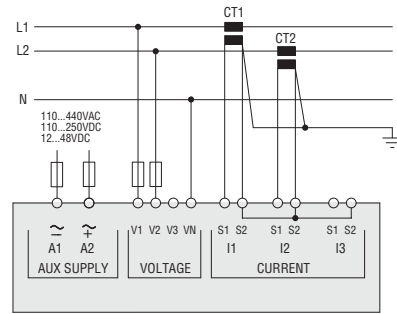 CT1
L1
CT2
L2
N
110...440VAC
110...250VDC
12...48VDC
V1 V2 V3 VN S1 S2 S1 S2 S1 S2
A1 A2 I1 I2 I3
AUX SUPPLY VOLTAGE CURRENT